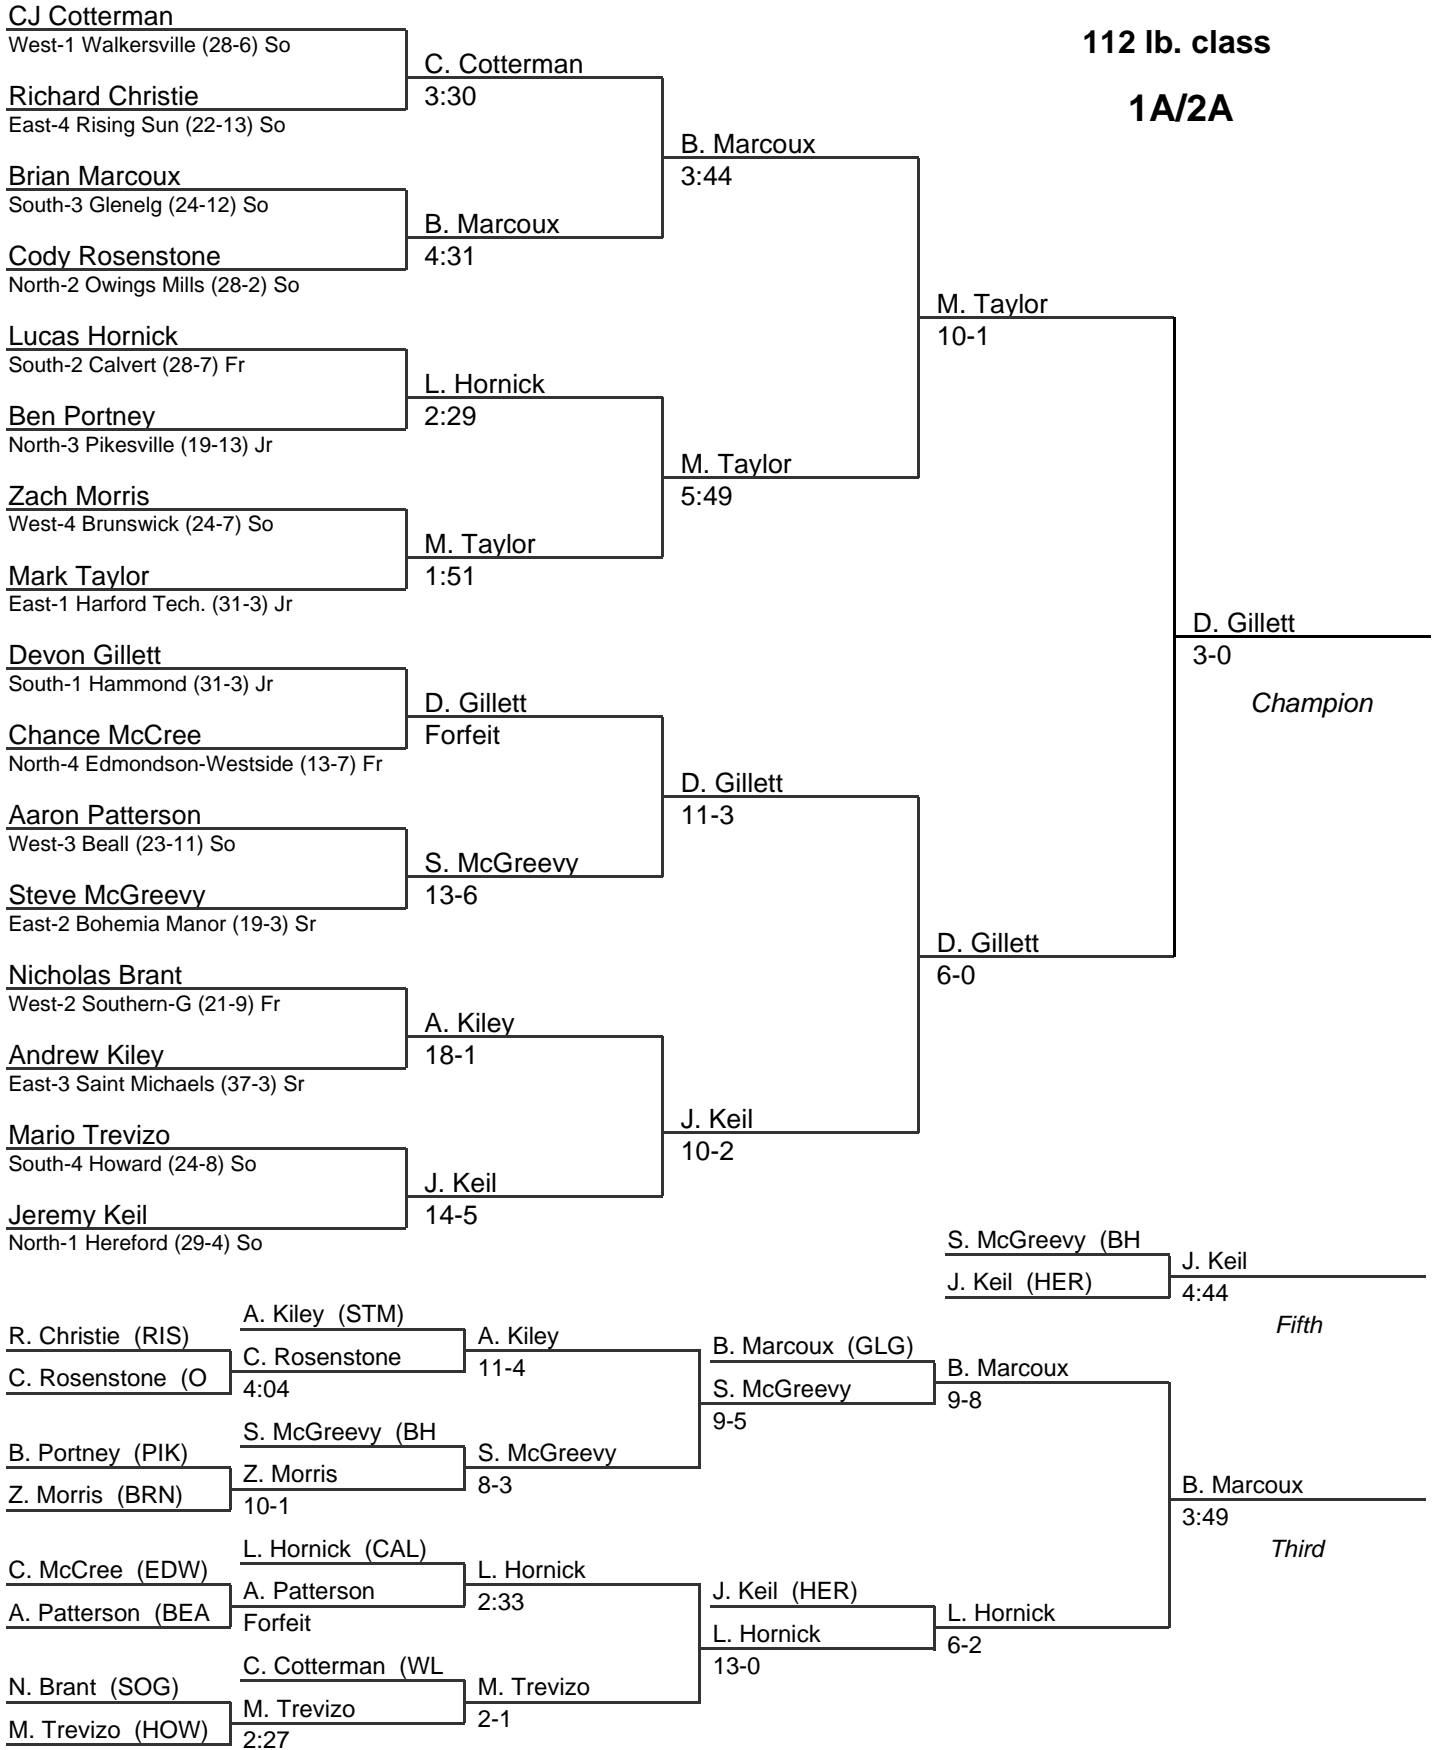 CJ Cotterman
West-1 Walkersville (28-6) So
112 lb. class
C. Cotterman
3:30
Richard Christie
East-4 Rising Sun (22-13) So
1A/2A
B. Marcoux
3:44
Brian Marcoux
South-3 Glenelg (24-12) So
B. Marcoux
4:31
Cody Rosenstone
North-2 Owings Mills (28-2) So
M. Taylor
10-1
Lucas Hornick
South-2 Calvert (28-7) Fr
L. Hornick
2:29
Ben Portney
North-3 Pikesville (19-13) Jr
M. Taylor
5:49
Zach Morris
West-4 Brunswick (24-7) So
M. Taylor
1:51
Mark Taylor
East-1 Harford Tech. (31-3) Jr
D. Gillett
3-0
Champion
Devon Gillett
South-1 Hammond (31-3) Jr
D. Gillett
Forfeit
Chance McCree
North-4 Edmondson-Westside (13-7) Fr
D. Gillett
11-3
Aaron Patterson
West-3 Beall (23-11) So
S. McGreevy
13-6
Steve McGreevy
East-2 Bohemia Manor (19-3) Sr
D. Gillett
6-0
Nicholas Brant
West-2 Southern-G (21-9) Fr
A. Kiley
18-1
Andrew Kiley
East-3 Saint Michaels (37-3) Sr
J. Keil
10-2
Mario Trevizo
South-4 Howard (24-8) So
J. Keil
14-5
Jeremy Keil
North-1 Hereford (29-4) So
S. McGreevy (BH
J. Keil (HER)
J. Keil
4:44
Fifth
R. Christie (RIS)
C. Rosenstone (O
A. Kiley (STM)
C. Rosenstone
4:04
A. Kiley
11-4
B. Marcoux (GLG)
S. McGreevy
9-5
B. Marcoux
9-8
B. Portney (PIK)
Z. Morris (BRN)
S. McGreevy (BH
Z. Morris
10-1
S. McGreevy
8-3
B. Marcoux
3:49
Third
C. McCree (EDW)
A. Patterson (BEA
L. Hornick (CAL)
A. Patterson
Forfeit
L. Hornick
2:33
J. Keil (HER)
L. Hornick
13-0
L. Hornick
6-2
N. Brant (SOG)
M. Trevizo (HOW)
C. Cotterman (WL
M. Trevizo
2:27
M. Trevizo
2-1